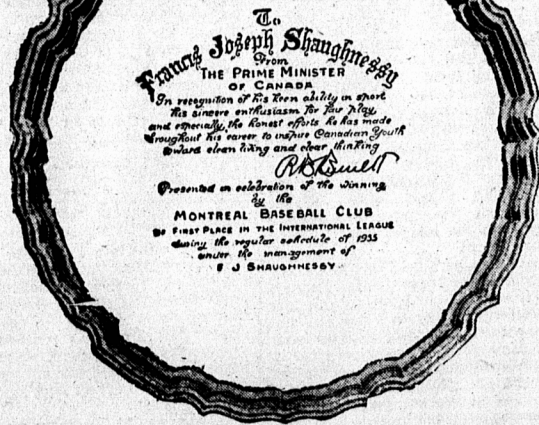 To
Francis Joseph Shaughnessy
From
THE PRIME MINISTER
OF CANADA
In recognition of his keen ability in sport
his sincere enthusiasm for fair play,
and especially the honest efforts he has made
throughout his career to inspire Canadian Youth
toward clean living and clear thinking
R B Bennett
Presented in celebration of the winning
by the
MONTREAL BASEBALL CLUB
OF FIRST PLACE IN THE INTERNATIONAL LEAGUE
during the regular schedule of 1935
under the management of
F J SHAUGHNESSY